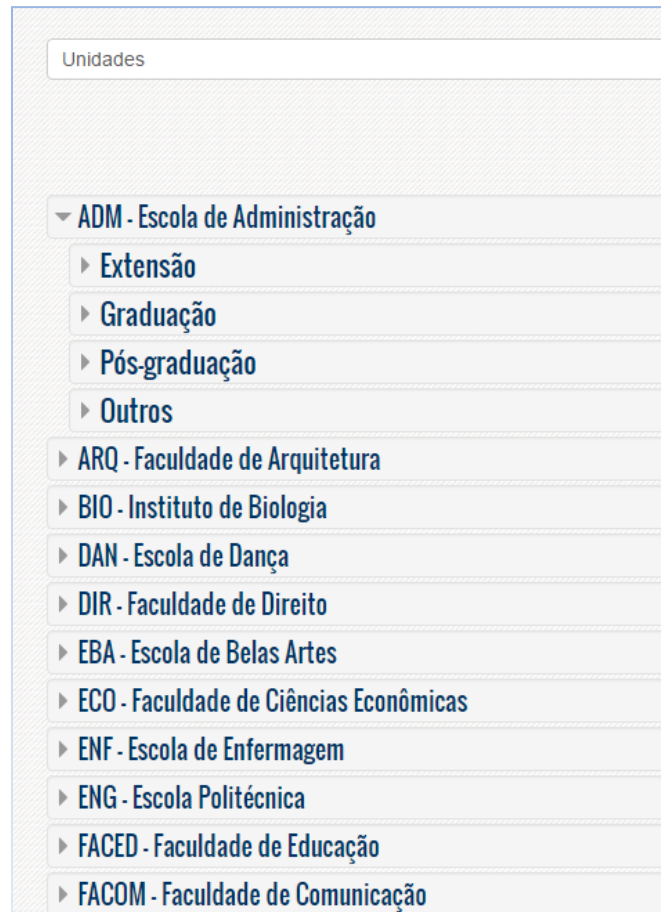 Unidades
ADM - Escola de Administração
Extensão
Graduação
Pós-graduação
Outros
ARQ - Faculdade de Arquitetura
BIO - Instituto de Biologia
DAN - Escola de Dança
DIR - Faculdade de Direito
EBA - Escola de Belas Artes
ECO - Faculdade de Ciências Econômicas
ENF - Escola de Enfermagem
ENG - Escola Politécnica
FACED - Faculdade de Educação
FACOM - Faculdade de Comunicação